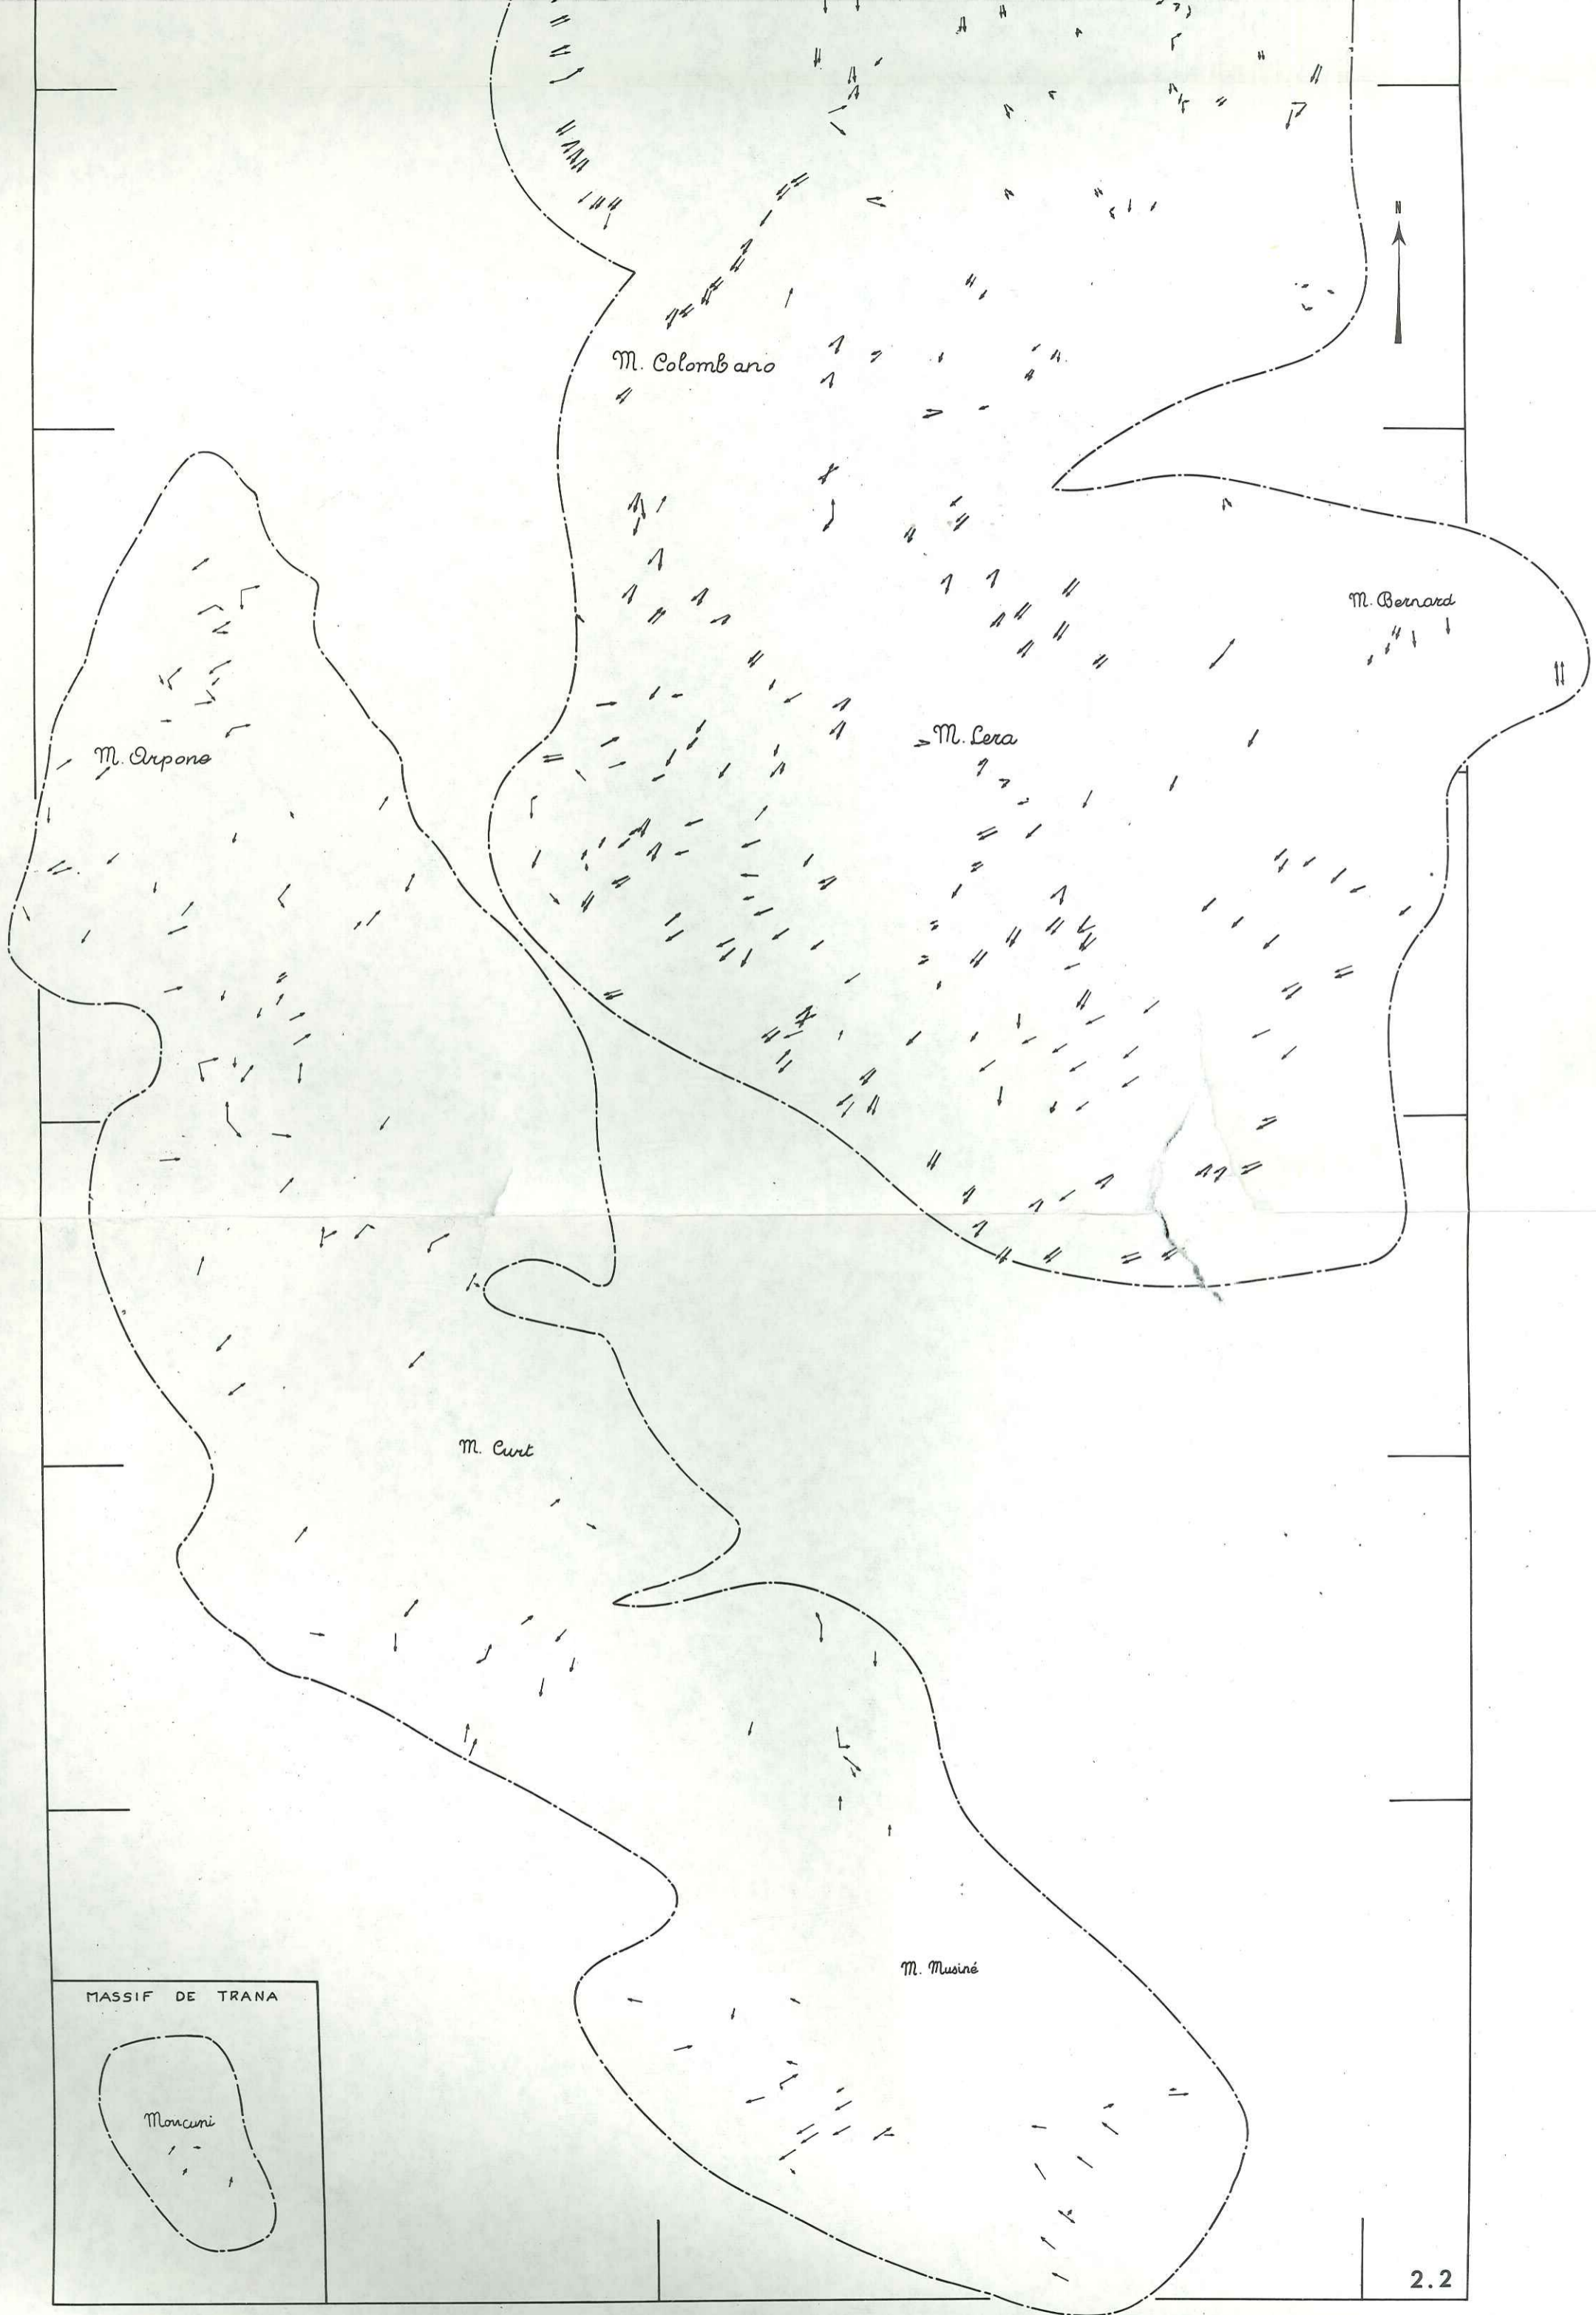 N
M. Colombano
M. Bernard
M. Lera
M. Arpone
M. Curt
M. Musiné
MASSIF DE TRANA
Moncuni
2.2